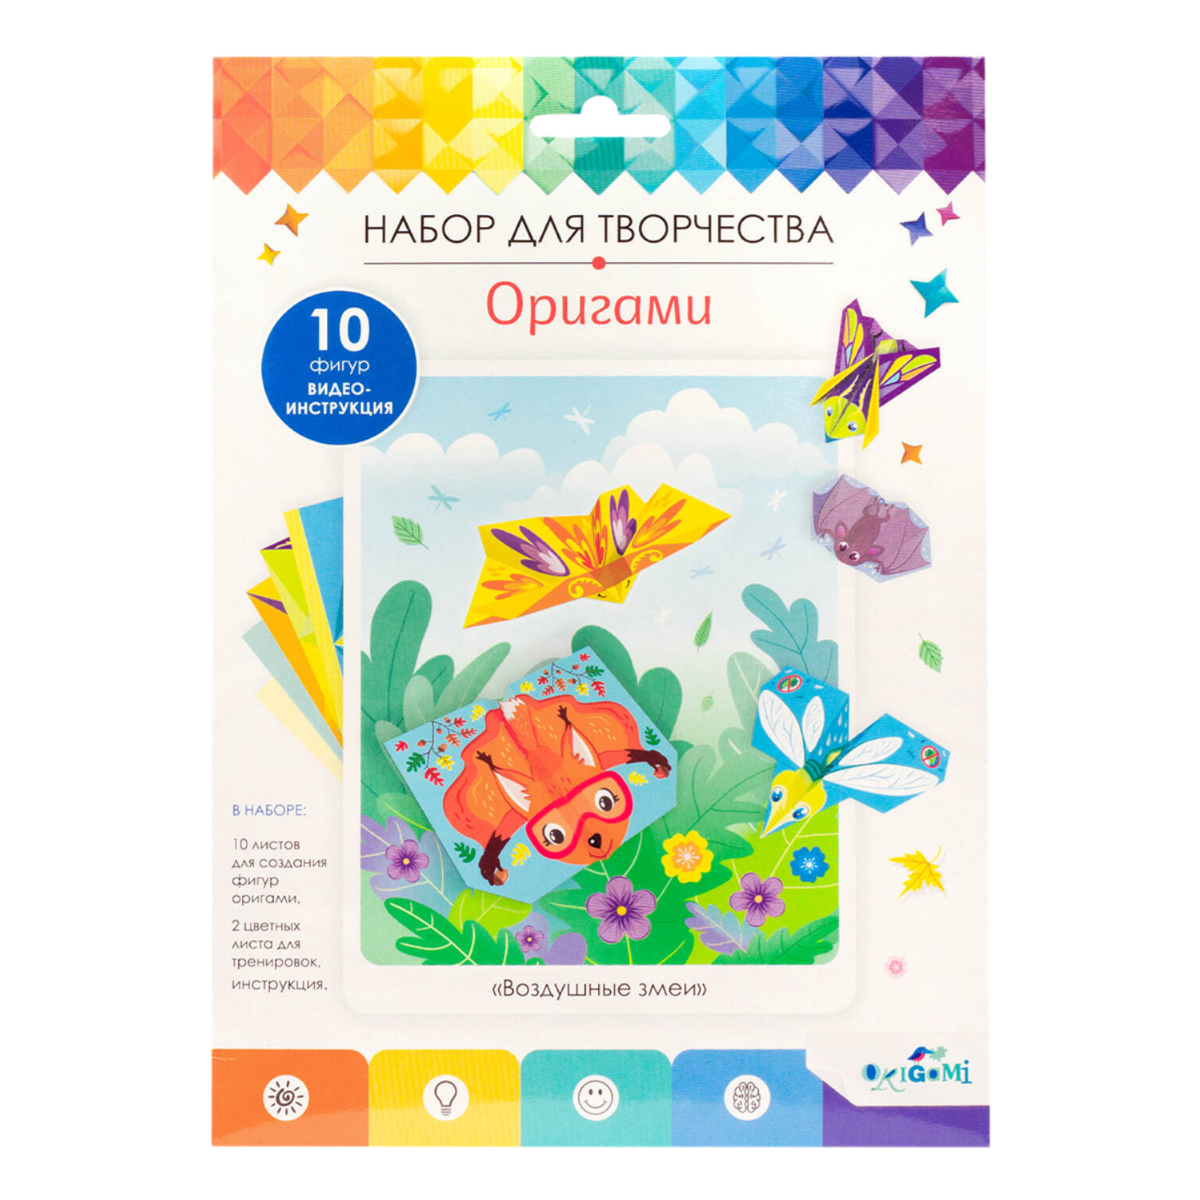 НАБОР ДЛЯ ТВОРЧЕСТВА
Оригами
10
фигур
ВИДЕО-
ИНСТРУКЦИЯ
В НАБОРЕ:
10 листов
для создания
фигур
оригами,
2 цветных
листа для
тренировок,
инструкция.
«Воздушные змеи»
ORIGAMI